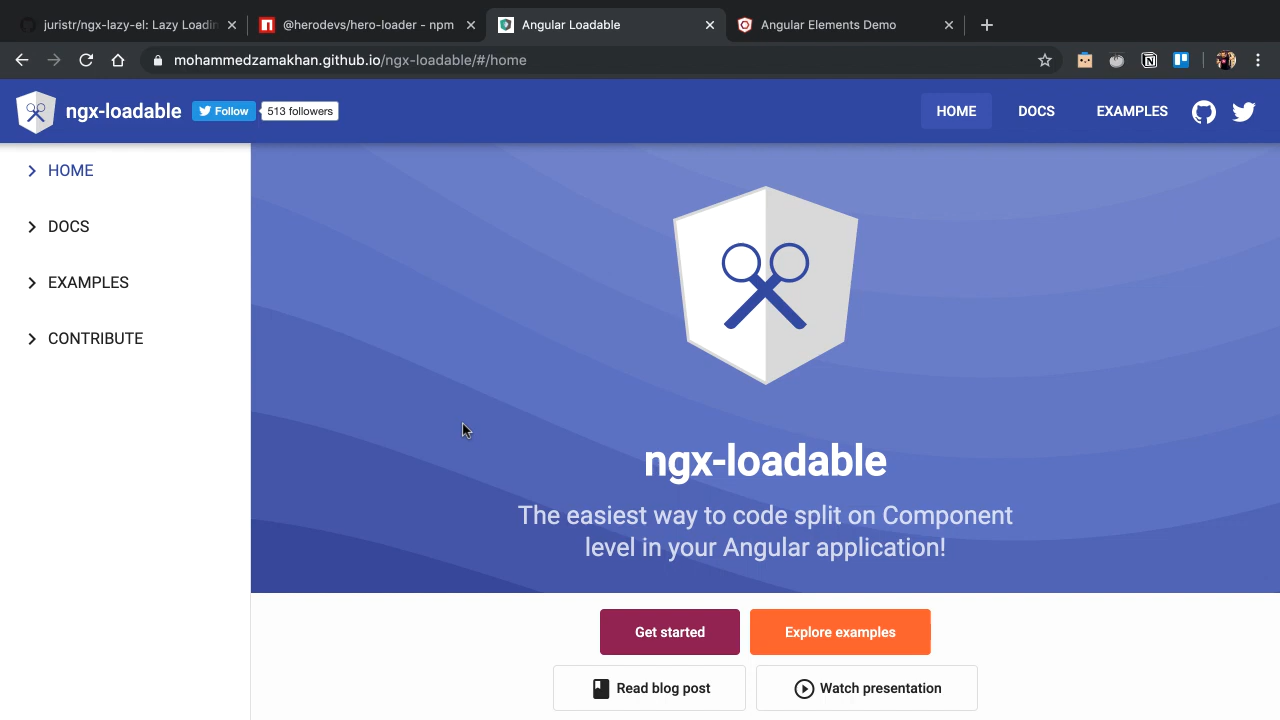 juristr/ngx-lazy-el: Lazy Loadin
@herodevs/hero-loader - npm
Angular Loadable
Angular Elements Demo
mohammedzamakhan.github.io/ngx-loadable/#/home
ngx-loadable
Follow
513 followers
HOME
DOCS
EXAMPLES
HOME
DOCS
EXAMPLES
CONTRIBUTE
ngx-loadable
The easiest way to code split on Component
level in your Angular application!
Get started
Explore examples
Read blog post
Watch presentation